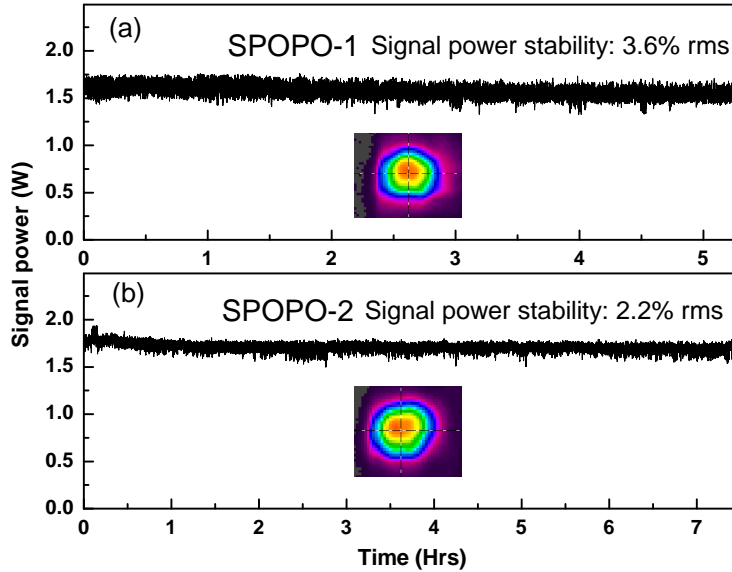 (a)
SPOPO-1 Signal power stability: 3.6% rms
2.5
2.0
1.5
1.0
0.5
0.0
0 1 2 3 4 5
Signal power (W)
(b)
SPOPO-2 Signal power stability: 2.2% rms
2.0
1.5
1.0
0.5
0.0
0 1 2 3 4 5 6 7
Time (Hrs)